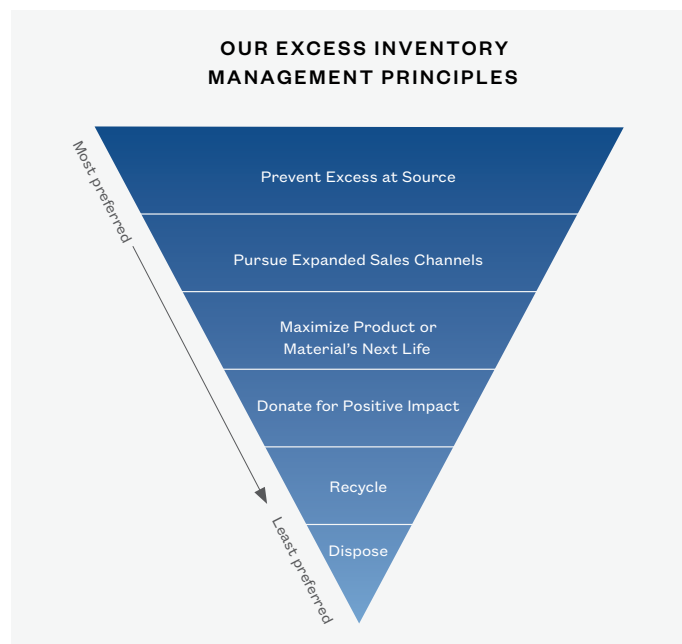 OUR EXCESS INVENTORY
MANAGEMENT PRINCIPLES
Most preferred
Prevent Excess at Source
Pursue Expanded Sales Channels
Maximize Product or
Material's Next Life
Donate for Positive Impact
Recycle
Dispose
Least preferred